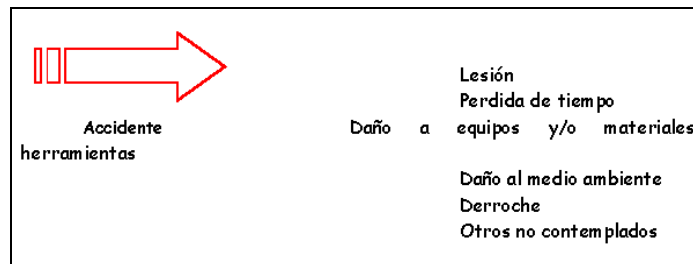 Lesión
Perdida de tiempo
Accidente Daño a equipos y/o materiales
herramientas
Daño al medio ambiente
Derroche
Otros no contemplados